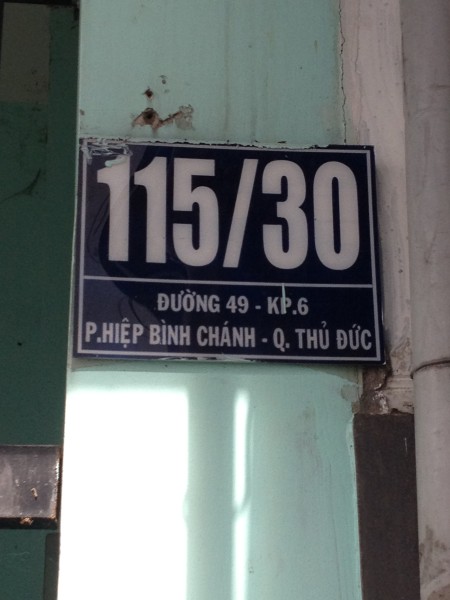 115/30
ĐƯỜNG 49 - KP.6
P.HIỆP BÌNH CHÁNH - Q. THỦ ĐỨC